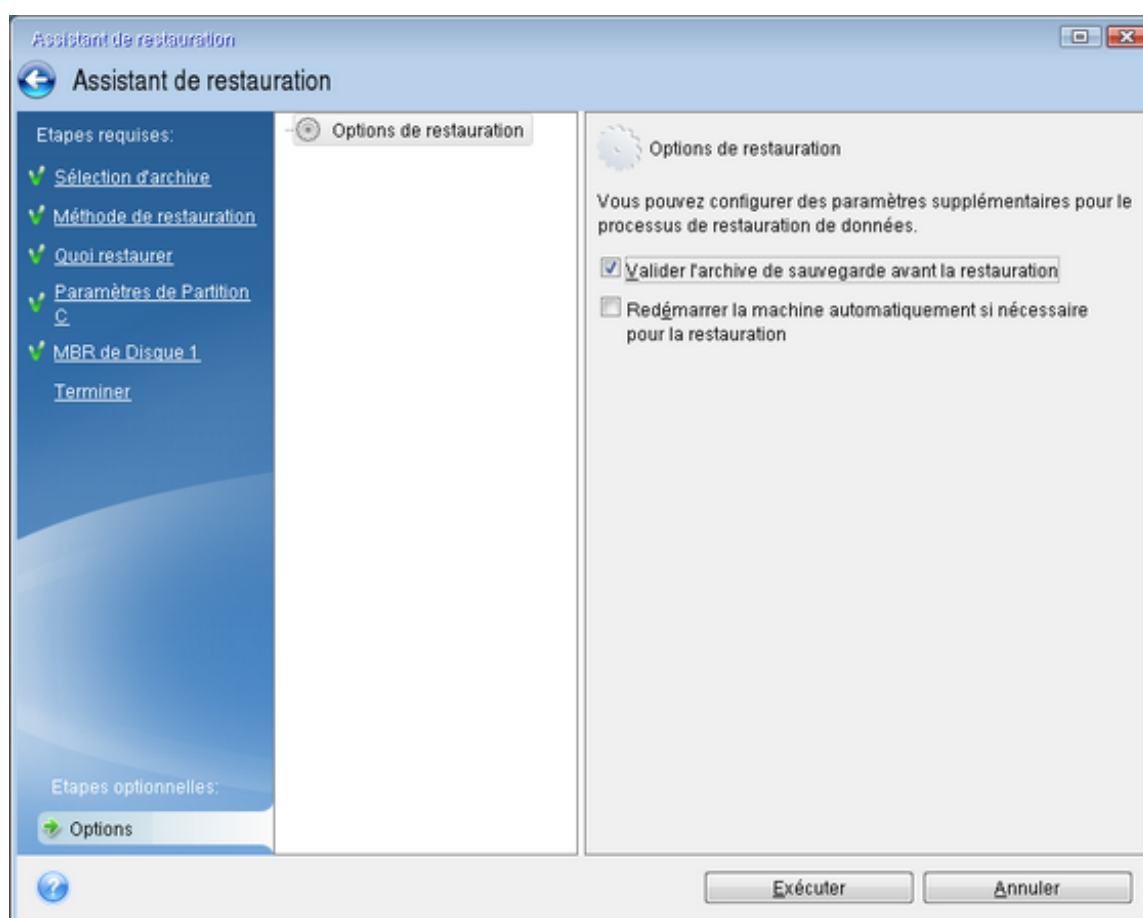 Assistant de restauration
Assistant de restauration
Etapes requises:
Sélection d'archive
Méthode de restauration
Quoi restaurer
Paramètres de Partition
C
MBR de Disque 1
Terminer
Etapes optionnelles:
Options
Options de restauration
Options de restauration
Vous pouvez configurer des paramètres supplémentaires pour le
processus de restauration de données.
Valider l'archive de sauvegarde avant la restauration
Redémarrer la machine automatiquement si nécessaire
pour la restauration
Exécuter
Annuler